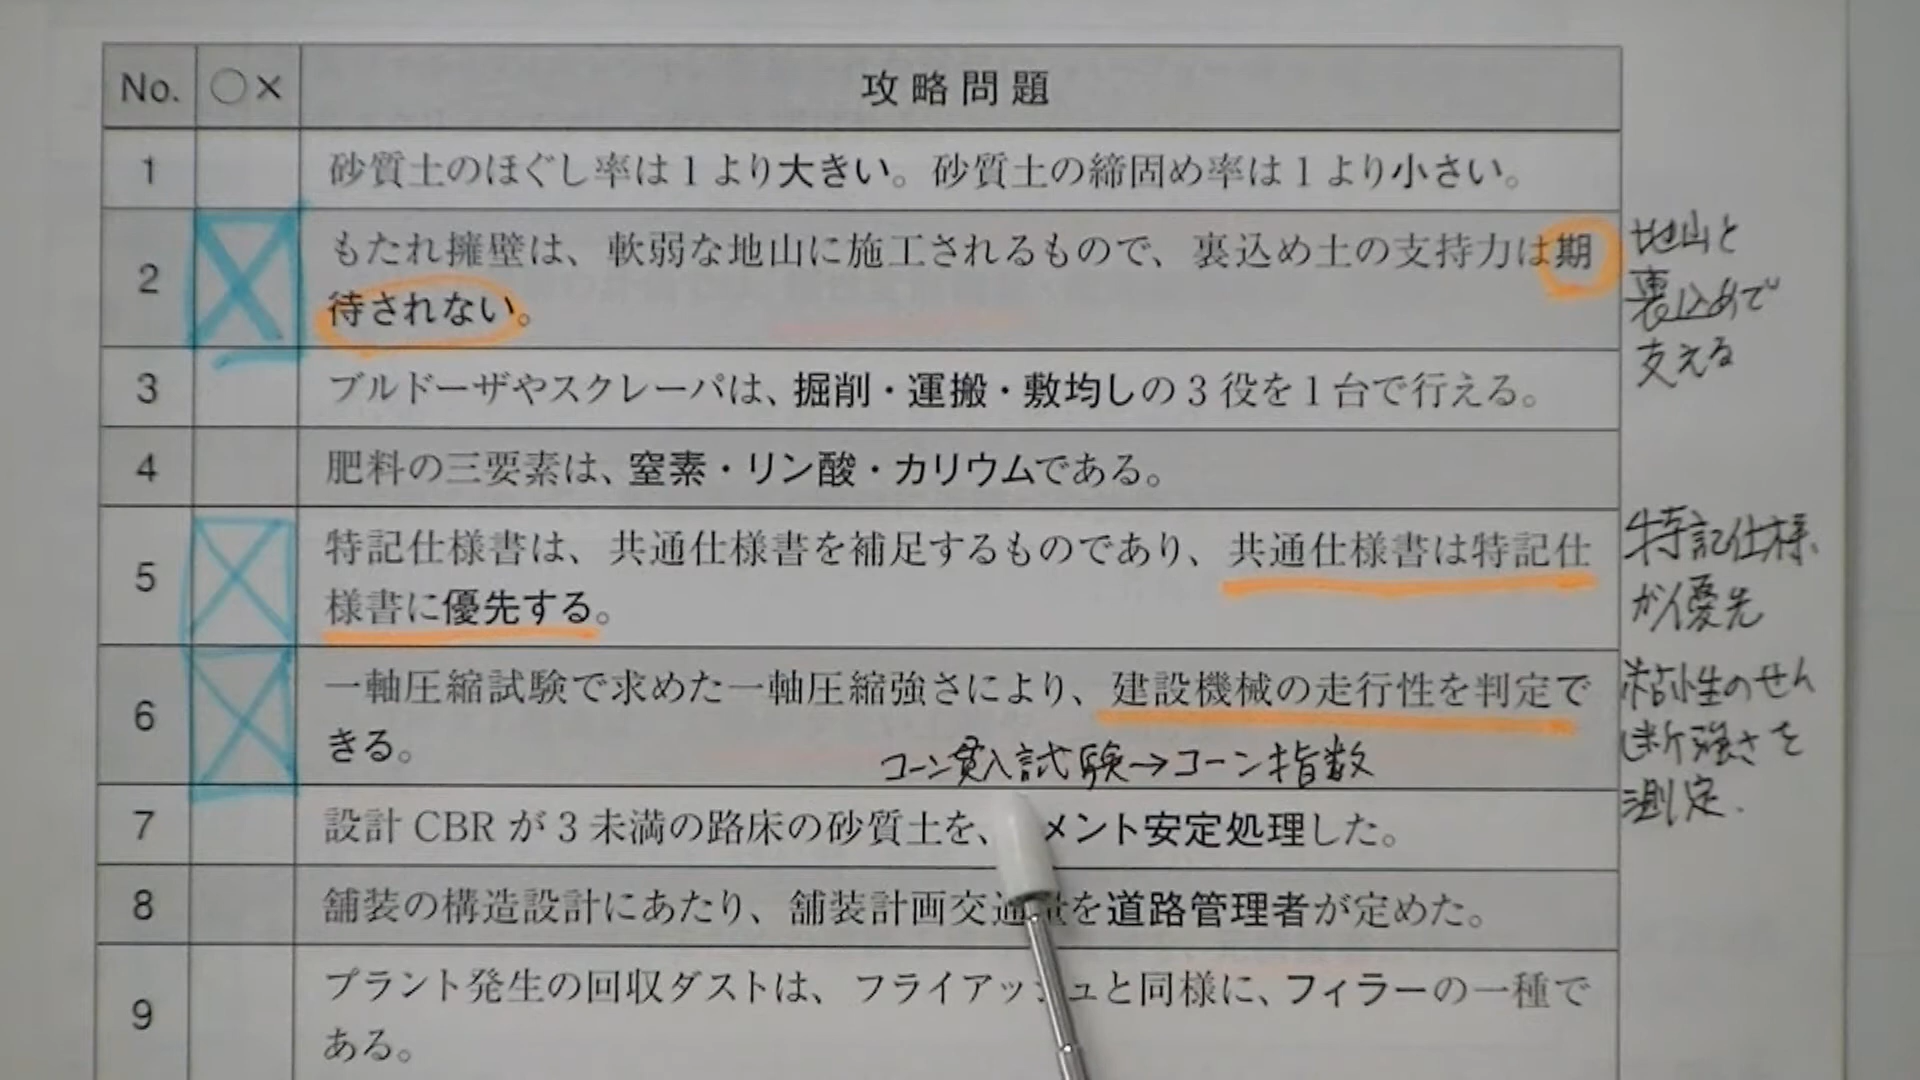 No. ○× 攻略問題
1 砂質土のほぐし率は1より大きい。砂質土の締固め率は1より小さい。
2 もたれ擁壁は、軟弱な地山に施工されるもので、裏込め土の支持力は期
待されない。
地山と
裏込めで
支える
3 ブルドーザやスクレーパは、掘削・運搬・敷均しの3役を1台で行える。
4 肥料の三要素は、窒素・リン酸・カリウムである。
5 特記仕様書は、共通仕様書を補足するものであり、共通仕様書は特記仕
様書に優先する。
特記仕様、
が優先
6 一軸圧縮試験で求めた一軸圧縮強さにより、建設機械の走行性を判定で
きる。
コーン貫入試験→コーン指数
粘性のせん
断強さを
測定.
7 設計CBRが3未満の路床の砂質土を、メント安定処理した。
8 舗装の構造設計にあたり、舗装計画交通量を道路管理者が定めた。
9 プラント発生の回収ダストは、フライアッシュと同様に、フィラーの一種で
ある。